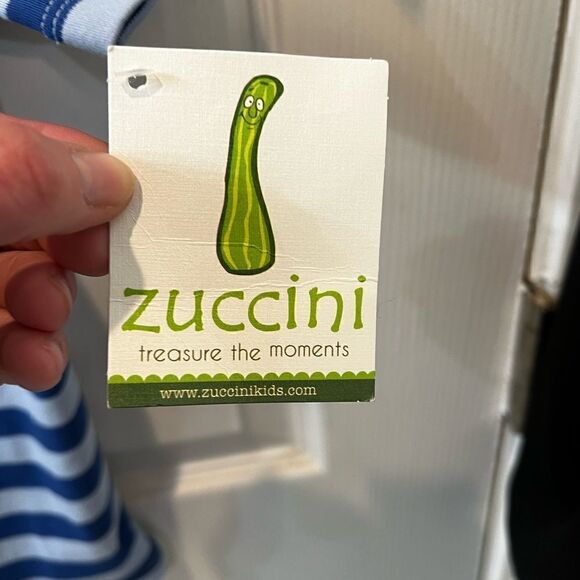 zuccini
treasure the moments
www.zuccinikids.com